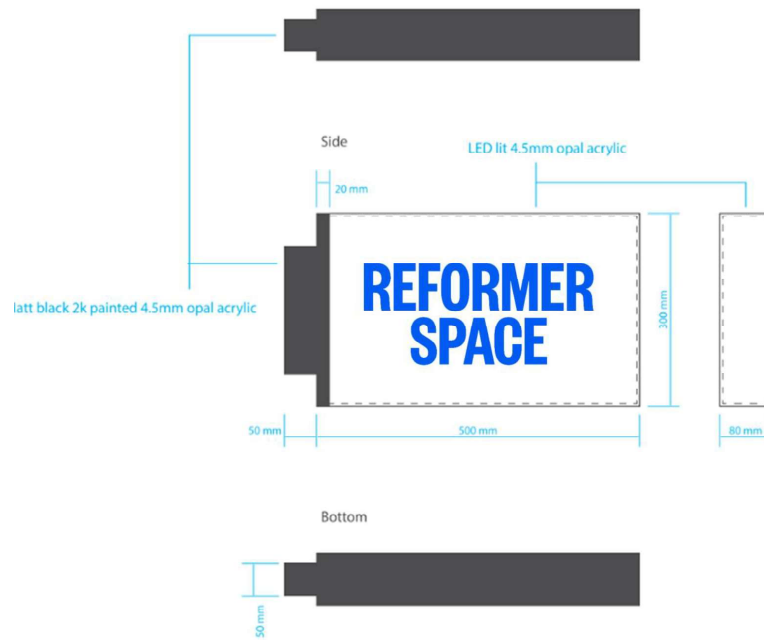 Side
LED lit 4.5mm opal acrylic
20 mm
REFORMER
SPACE
latt black 2k painted 4.5mm opal acrylic
300 mm
50 mm
500 mm
80 mm
Bottom
50 mm